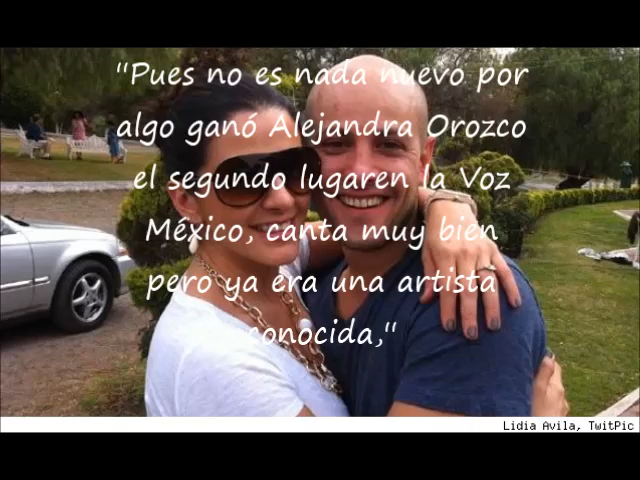 "Pues no es nada nuevo por
algo ganó Alejandra Orozco
el segundo lugaren la Voz
México, canta muy bien
pero ya era una artista
conocida,"
Lidia Avila, TwitPic